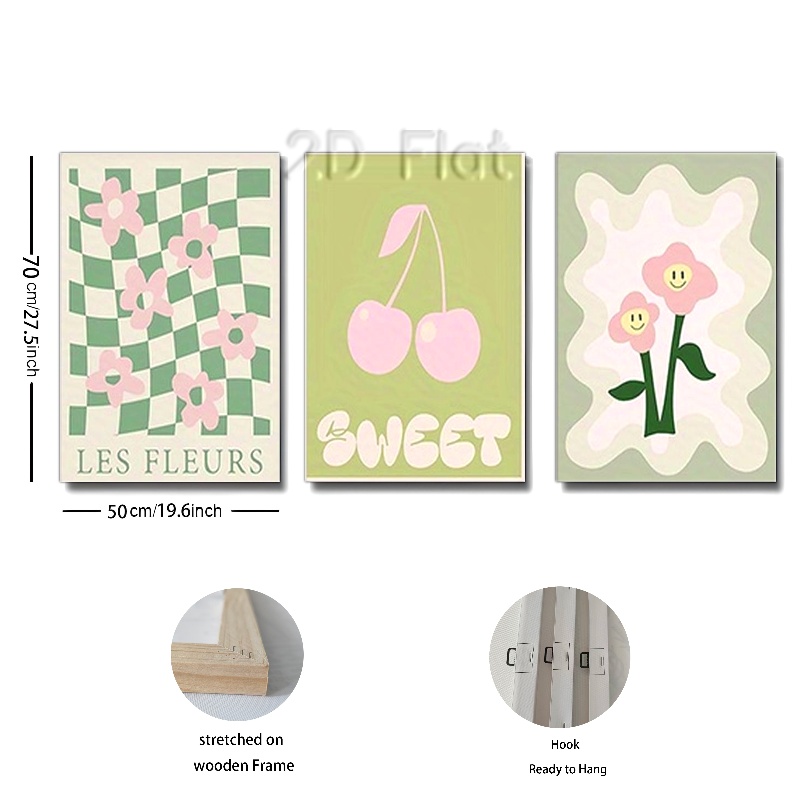 2D Flat
70 cm/27.5inch
LES FLEURS
SWEET
50cm/19.6inch
stretched on
wooden Frame
Hook
Ready to Hang